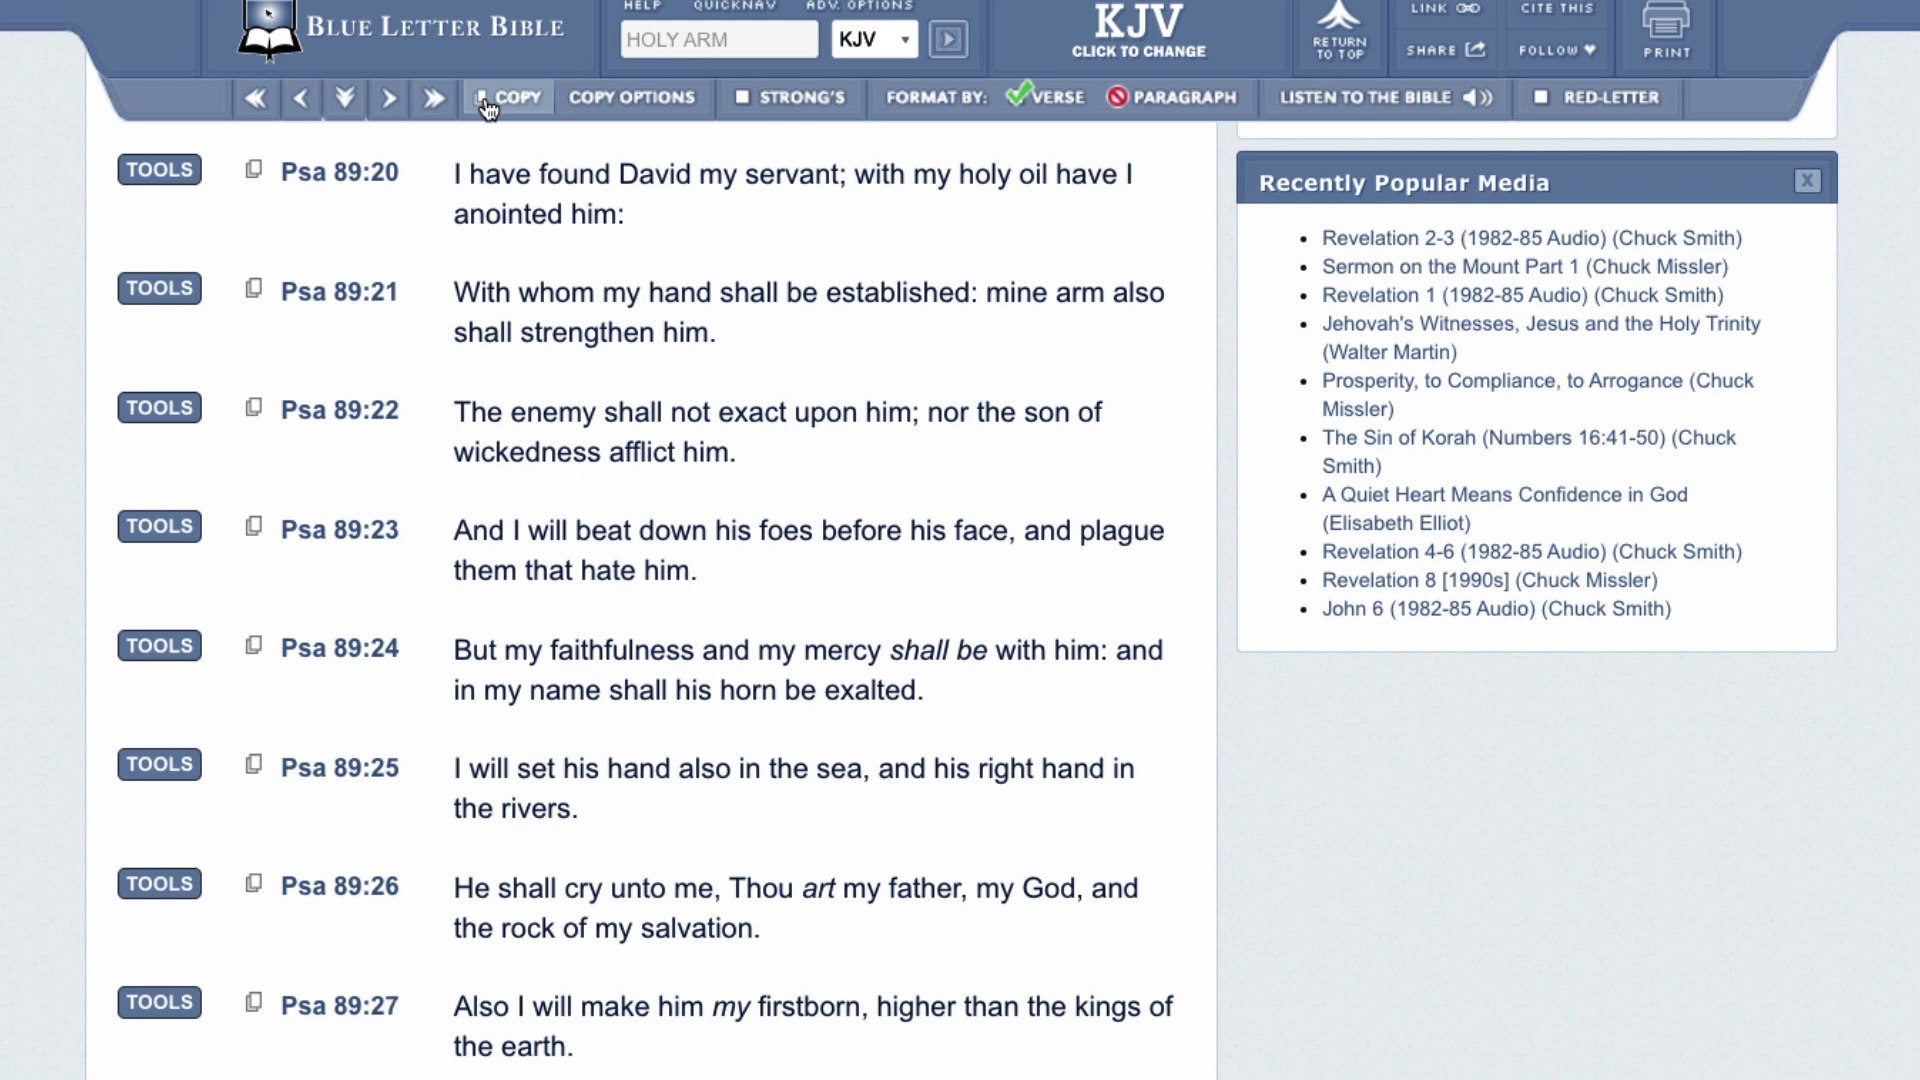 HELP QUICKNAV ADV. OPTIONS
BLUE LETTER BIBLE
HOLY ARM
KJV
KJV
CLICK TO CHANGE
RETURN
TO TOP
LINK
CITE THIS
SHARE
FOLLOW
PRINT
COPY COPY OPTIONS STRONG'S FORMAT BY: VERSE PARAGRAPH LISTEN TO THE BIBLE RED-LETTER
TOOLS Psa 89:20 I have found David my servant; with my holy oil have I
anointed him:
TOOLS Psa 89:21 With whom my hand shall be established: mine arm also
shall strengthen him.
TOOLS Psa 89:22 The enemy shall not exact upon him; nor the son of
wickedness afflict him.
TOOLS Psa 89:23 And I will beat down his foes before his face, and plague
them that hate him.
TOOLS Psa 89:24 But my faithfulness and my mercy shall be with him: and
in my name shall his horn be exalted.
TOOLS Psa 89:25 I will set his hand also in the sea, and his right hand in
the rivers.
TOOLS Psa 89:26 He shall cry unto me, Thou art my father, my God, and
the rock of my salvation.
TOOLS Psa 89:27 Also I will make him my firstborn, higher than the kings of
the earth.
Recently Popular Media X
• Revelation 2-3 (1982-85 Audio) (Chuck Smith)
• Sermon on the Mount Part 1 (Chuck Missler)
• Revelation 1 (1982-85 Audio) (Chuck Smith)
• Jehovah's Witnesses, Jesus and the Holy Trinity
(Walter Martin)
• Prosperity, to Compliance, to Arrogance (Chuck
Missler)
• The Sin of Korah (Numbers 16:41-50) (Chuck
Smith)
• A Quiet Heart Means Confidence in God
(Elisabeth Elliot)
• Revelation 4-6 (1982-85 Audio) (Chuck Smith)
• Revelation 8 [1990s] (Chuck Missler)
• John 6 (1982-85 Audio) (Chuck Smith)